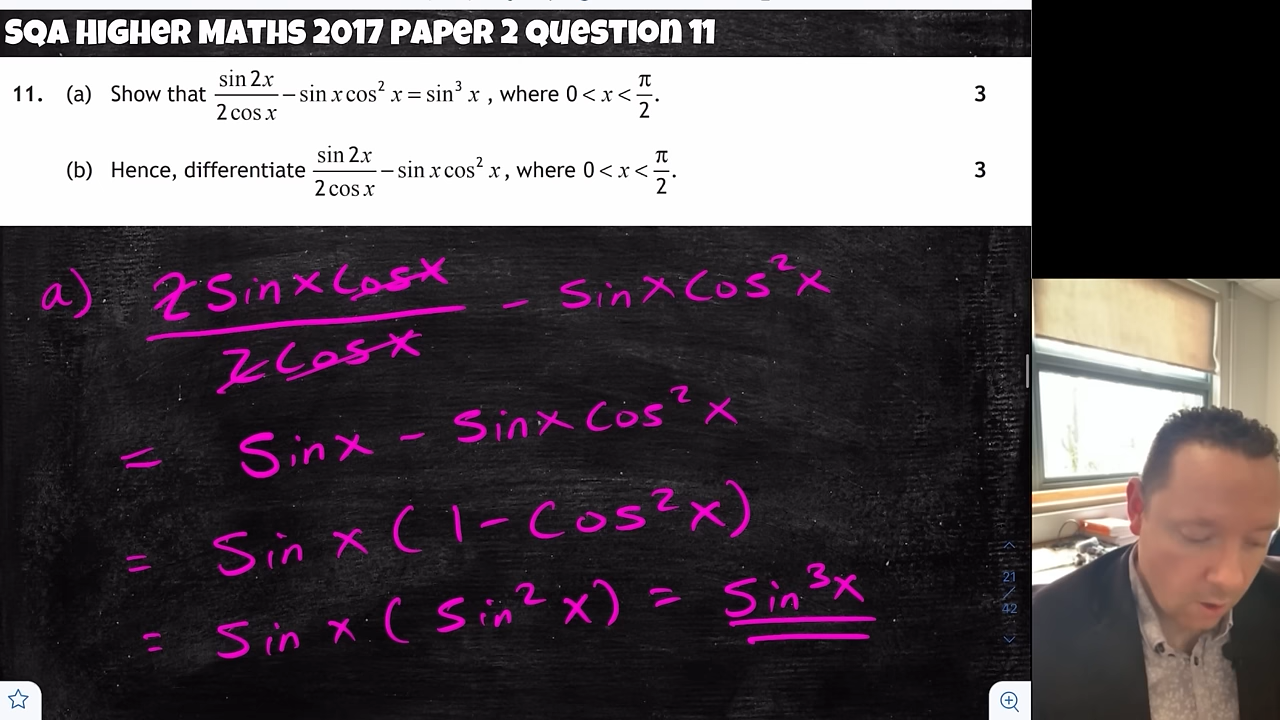 SQA HIGHER MATHS 2017 PAPER 2 QUESTION 11
11. (a) Show that sin 2x / 2 cos x − sin x cos² x = sin³ x , where 0 < x < π/2. 3
(b) Hence, differentiate sin 2x / 2 cos x − sin x cos² x , where 0 < x < π/2. 3
a) 2 Sin x Cos x / 2 Cos x − Sin x Cos² x
= Sin x − Sin x Cos² x
= Sin x ( 1 − Cos² x )
= Sin x ( Sin² x ) = Sin³ x
21
/
42